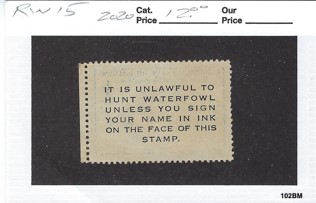 RW15 2020 Cat. Price 12.00 Our Price
IT IS UNLAWFUL TO
HUNT WATERFOWL
UNLESS YOU SIGN
YOUR NAME IN INK
ON THE FACE OF THIS
STAMP.
102BM